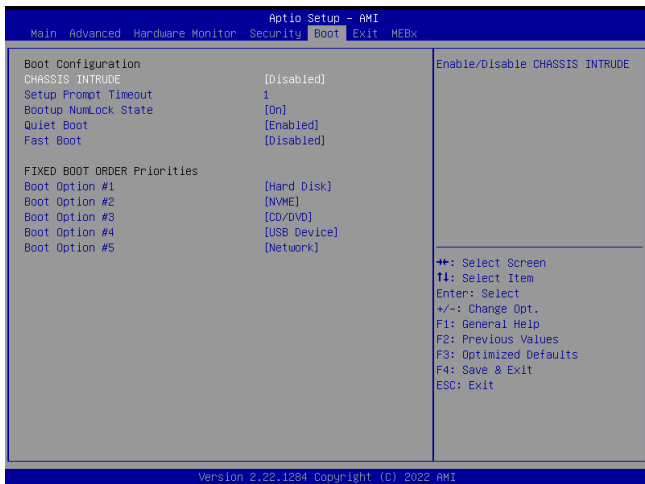 Aptio Setup – AMI
Main Advanced Hardware Monitor Security Boot Exit MEBx
Boot Configuration
CHASSIS INTRUDE [Disabled]
Setup Prompt Timeout 1
Bootup NumLock State [On]
Quiet Boot [Enabled]
Fast Boot [Disabled]
FIXED BOOT ORDER Priorities
Boot Option #1 [Hard Disk]
Boot Option #2 [NVME]
Boot Option #3 [CD/DVD]
Boot Option #4 [USB Device]
Boot Option #5 [Network]
Enable/Disable CHASSIS INTRUDE
→←: Select Screen
↑↓: Select Item
Enter: Select
+/-: Change Opt.
F1: General Help
F2: Previous Values
F3: Optimized Defaults
F4: Save & Exit
ESC: Exit
Version 2.22.1284 Copyright (C) 2022 AMI